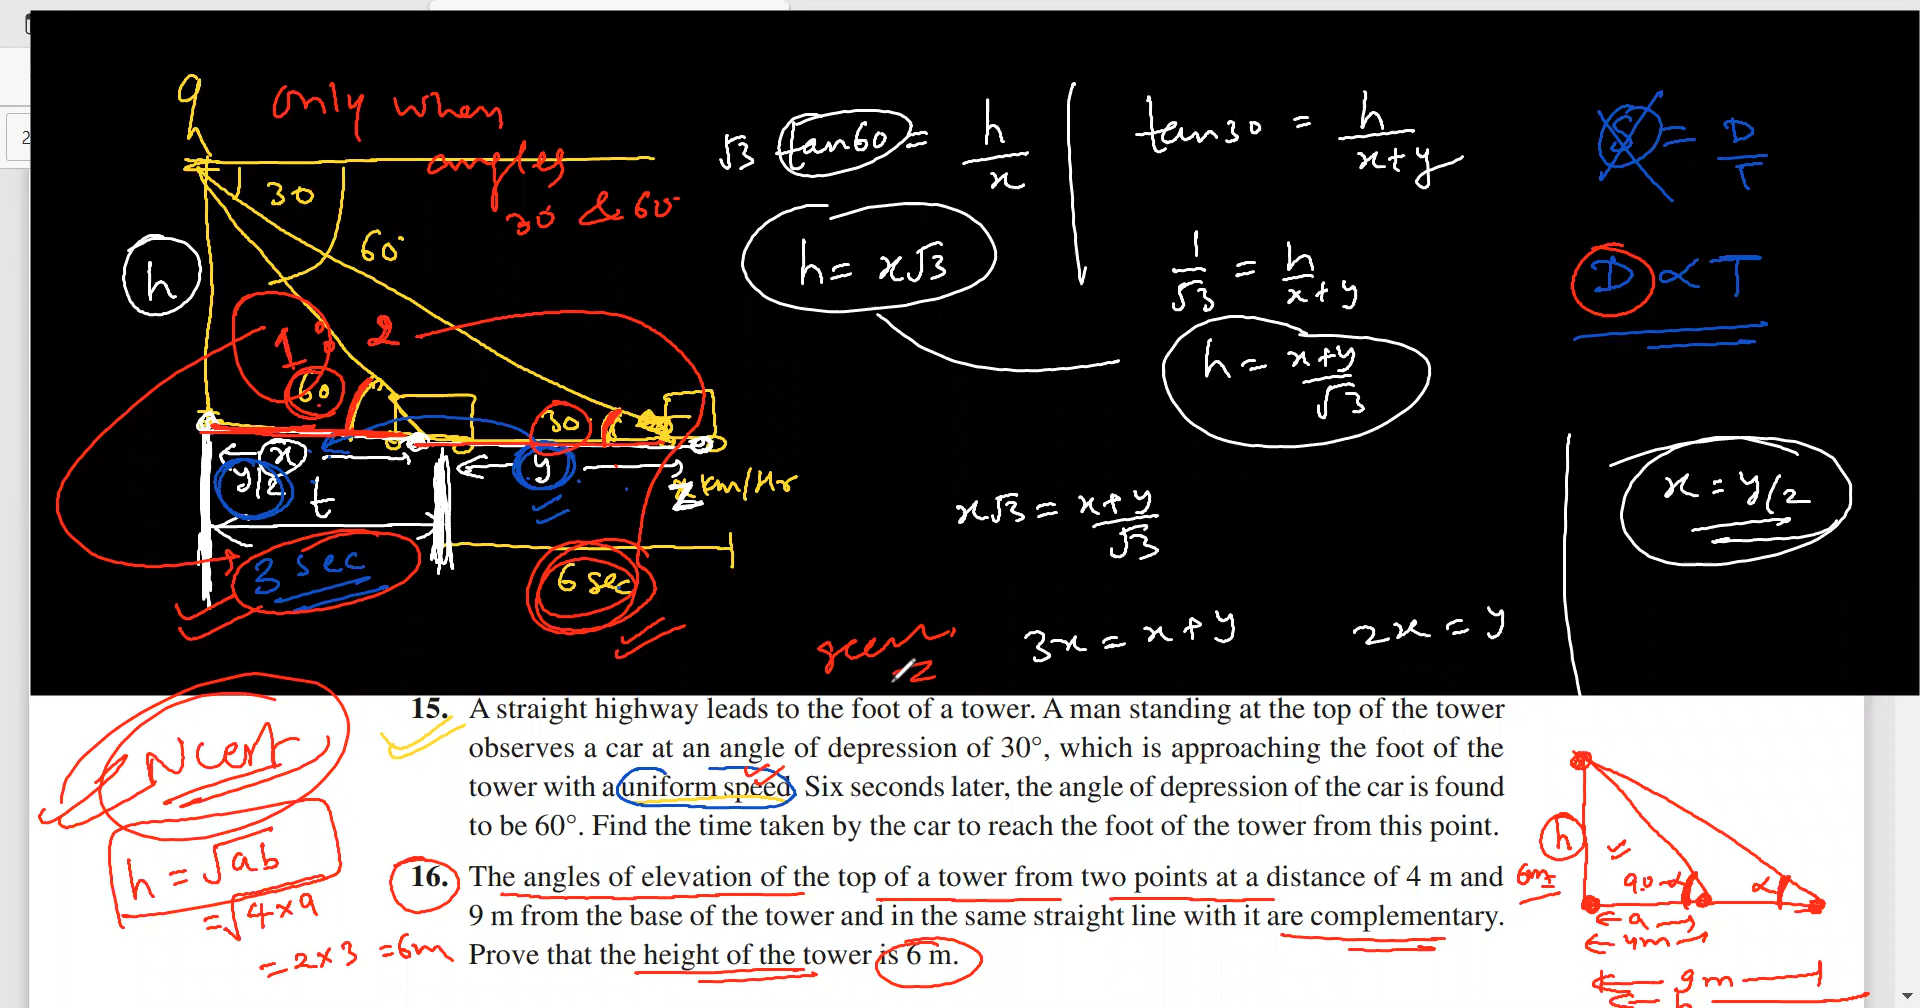 only when
angles
30 & 60
30
60°
h
1 : 2
60
30
x
y
y/2
t
z km/Hr
3 sec
6 sec
√3 tan60 = h/x
h = x√3
tan30 = h/x+y
1/√3 = h/x+y
h = x+y/√3
x√3 = x+y/√3
3x = x+y
2x = y
x = y/2
S = D/T
D ∝ T
Ncert
h = √ab
= √4×9
= 2×3 = 6m
15. A straight highway leads to the foot of a tower. A man standing at the top of the tower
observes a car at an angle of depression of 30°, which is approaching the foot of the
tower with a uniform speed. Six seconds later, the angle of depression of the car is found
to be 60°. Find the time taken by the car to reach the foot of the tower from this point.
16. The angles of elevation of the top of a tower from two points at a distance of 4 m and
9 m from the base of the tower and in the same straight line with it are complementary.
Prove that the height of the tower is 6 m.
h
6m
90-α
α
a
4m
9m
b